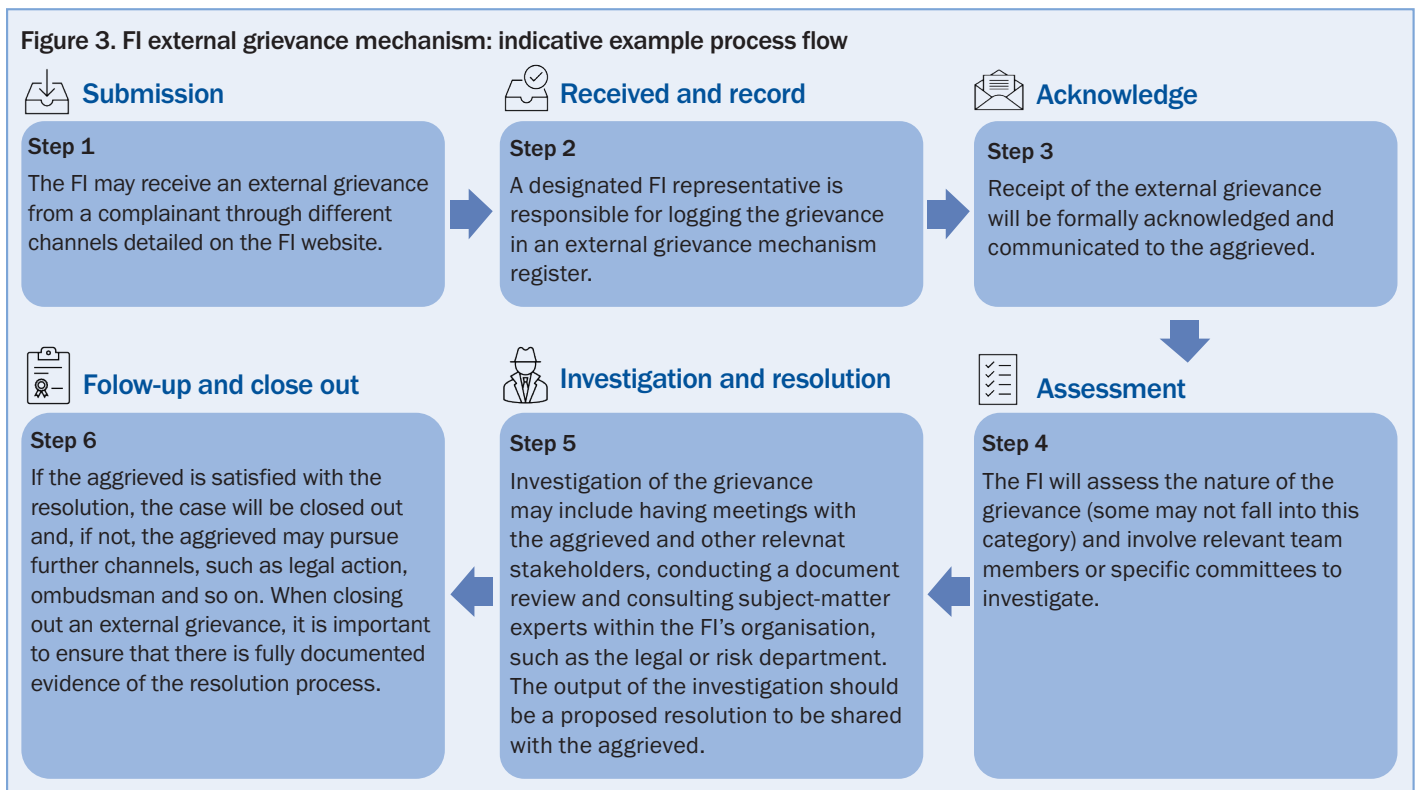 Figure 3. FI external grievance mechanism: indicative example process flow
Submission
Step 1
The FI may receive an external grievance
from a complainant through different
channels detailed on the FI website.
Received and record
Step 2
A designated FI representative is
responsible for logging the grievance
in an external grievance mechanism
register.
Acknowledge
Step 3
Receipt of the external grievance
will be formally acknowledged and
communicated to the aggrieved.
Assessment
Step 4
The FI will assess the nature of the
grievance (some may not fall into this
category) and involve relevant team
members or specific committees to
investigate.
Investigation and resolution
Step 5
Investigation of the grievance
may include having meetings with
the aggrieved and other relevnat
stakeholders, conducting a document
review and consulting subject-matter
experts within the FI's organisation,
such as the legal or risk department.
The output of the investigation should
be a proposed resolution to be shared
with the aggrieved.
Folow-up and close out
Step 6
If the aggrieved is satisfied with the
resolution, the case will be closed out
and, if not, the aggrieved may pursue
further channels, such as legal action,
ombudsman and so on. When closing
out an external grievance, it is important
to ensure that there is fully documented
evidence of the resolution process.